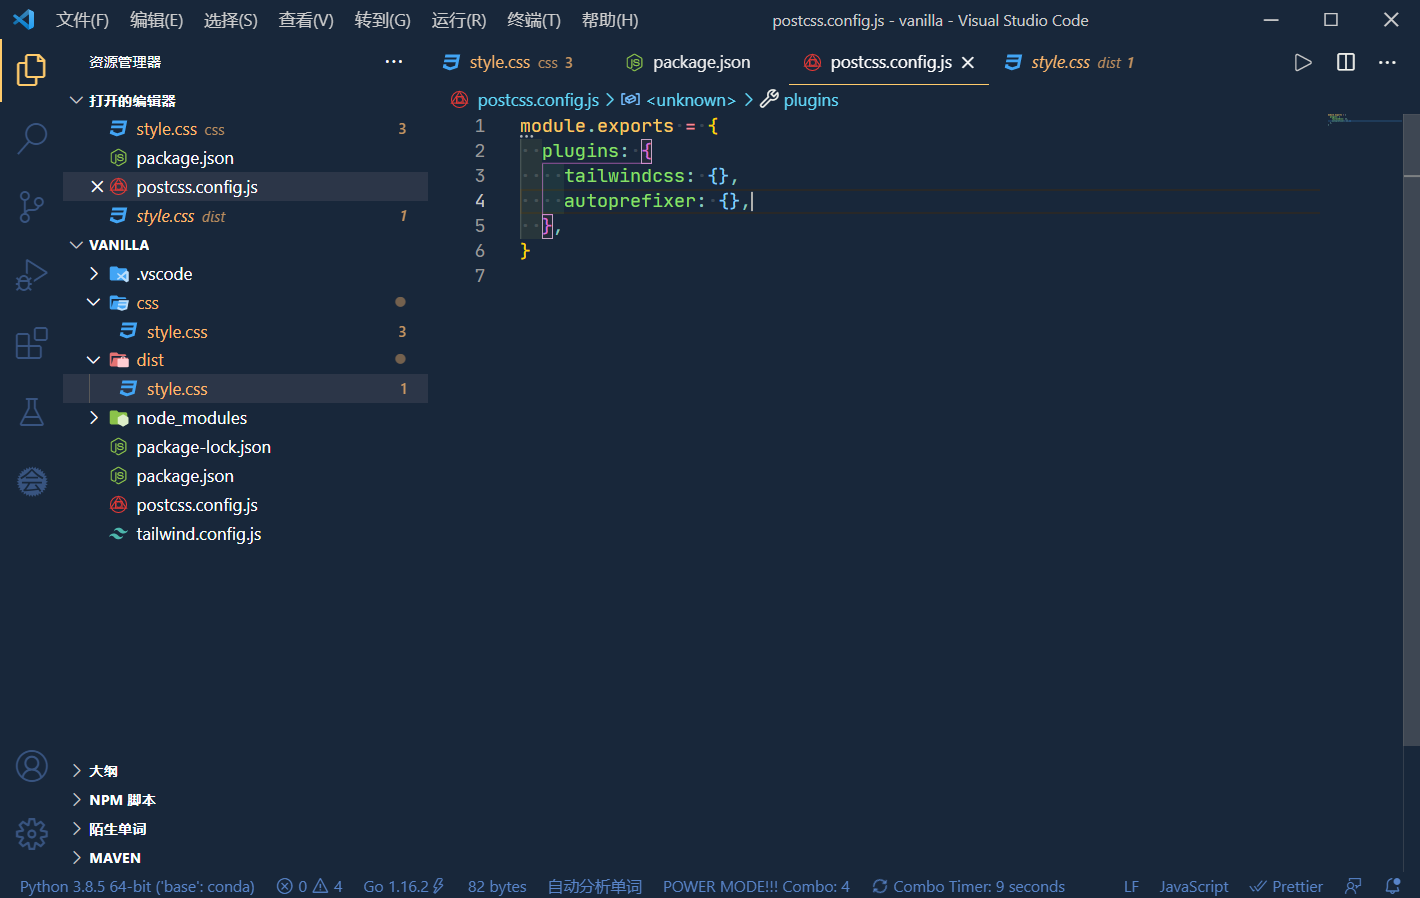 文件(F) 编辑(E) 选择(S) 查看(V) 转到(G) 运行(R) 终端(T) 帮助(H) postcss.config.js - vanilla - Visual Studio Code
资源管理器
style.css css 3 package.json postcss.config.js style.css dist 1
打开的编辑器
style.css css 3
package.json
postcss.config.js
style.css dist 1
VANILLA
.vscode
css
style.css 3
dist
style.css 1
node_modules
package-lock.json
package.json
postcss.config.js
tailwind.config.js
大纲
NPM 脚本
陌生单词
MAVEN
postcss.config.js > <unknown> > plugins
1 module.exports = {
2 plugins: {
3 tailwindcss: {},
4 autoprefixer: {},
5 },
6 }
7
Python 3.8.5 64-bit ('base': conda) 0 4 Go 1.16.2 82 bytes 自动分析单词 POWER MODE!!! Combo: 4 Combo Timer: 9 seconds LF JavaScript Prettier